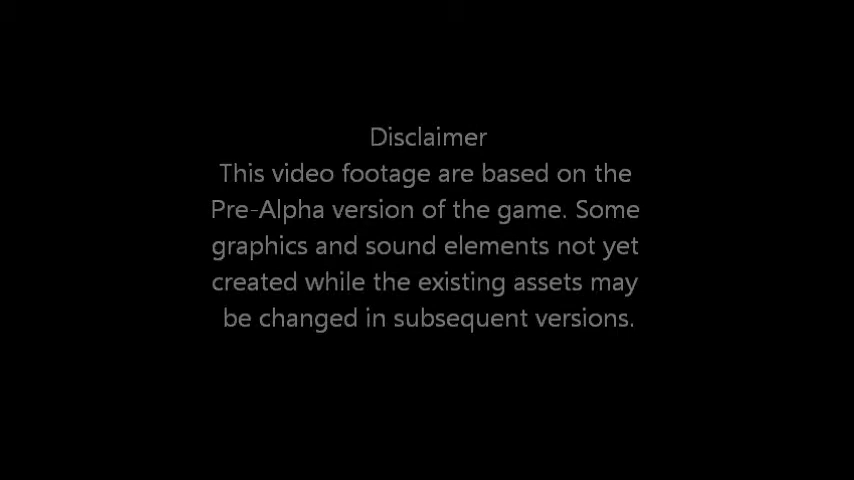 Disclaimer
This video footage are based on the
Pre-Alpha version of the game. Some
graphics and sound elements not yet
created while the existing assets may
be changed in subsequent versions.